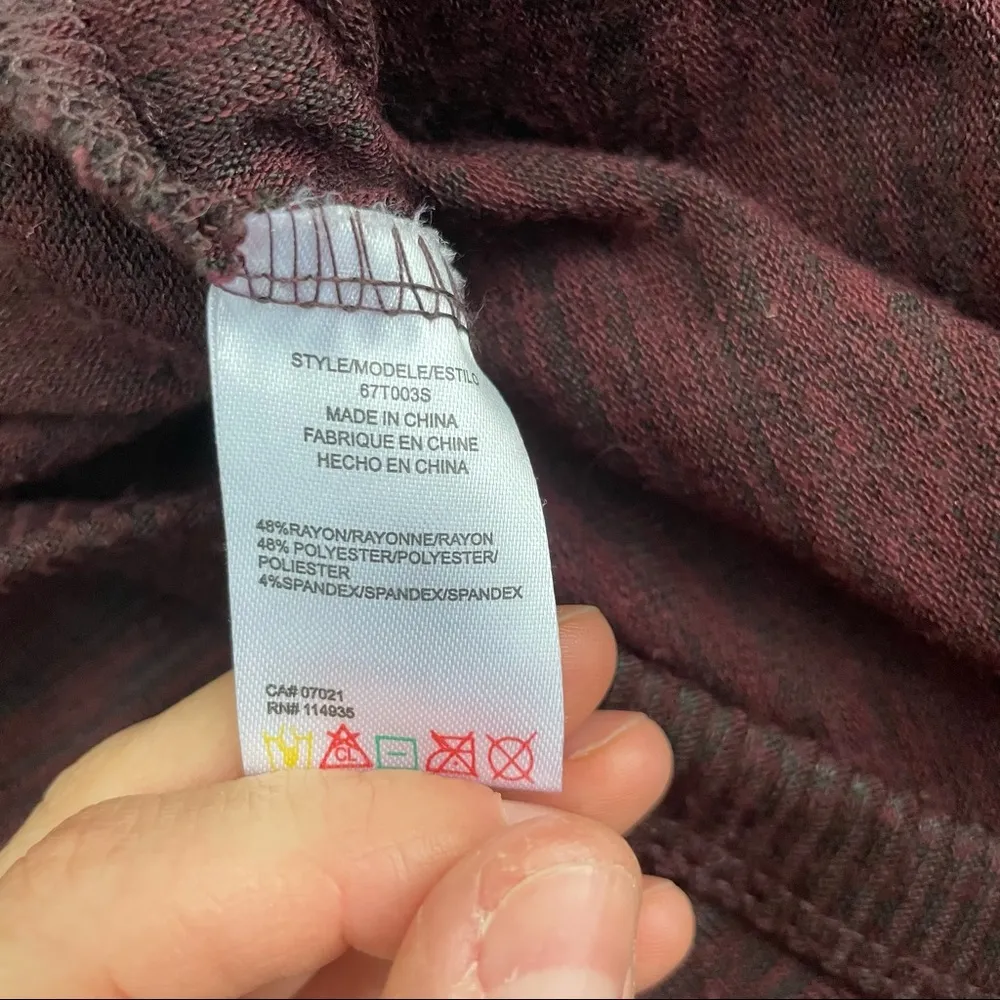 STYLE/MODELE/ESTILO
67T003S
MADE IN CHINA
FABRIQUE EN CHINE
HECHO EN CHINA
48%RAYON/RAYONNE/RAYON
48% POLYESTER/POLYESTER/
POLIESTER
4%SPANDEX/SPANDEX/SPANDEX
CA# 07021
RN# 114935
CL